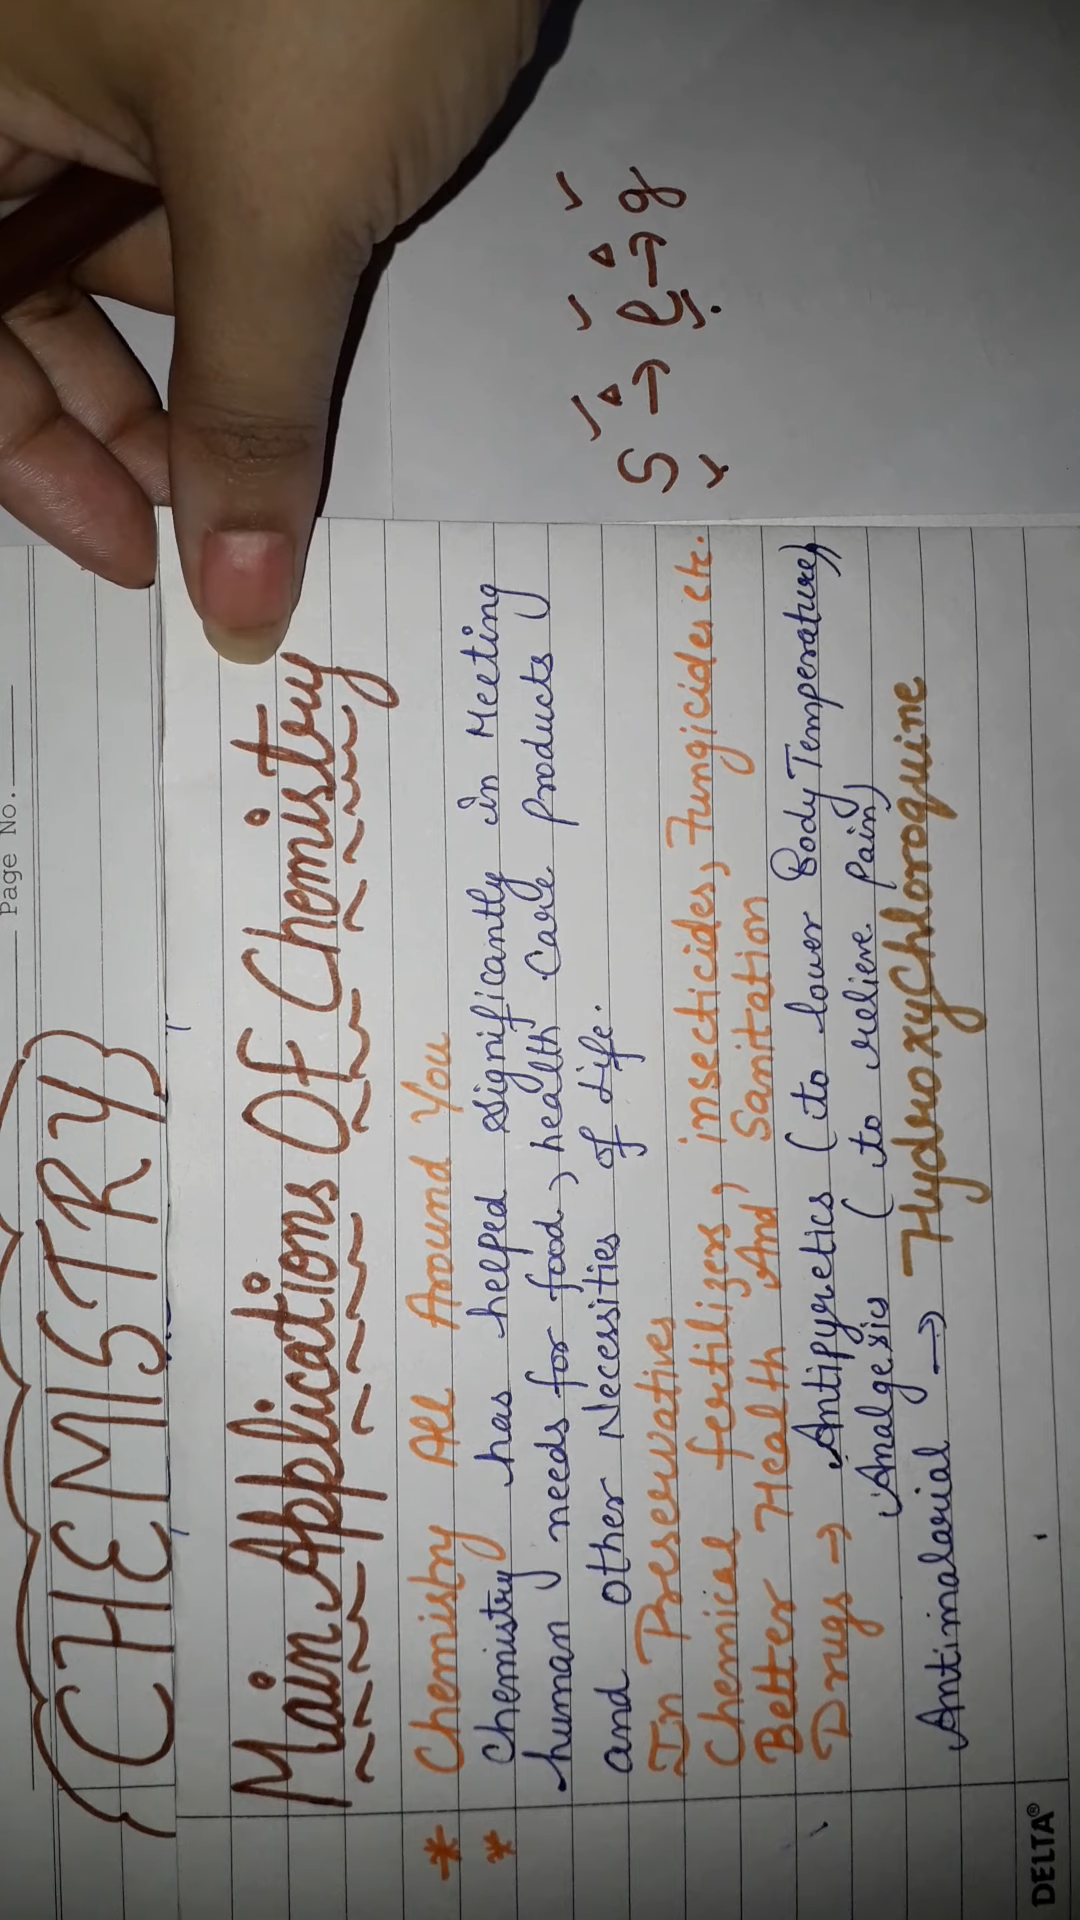 Page No.
CHEMISTRY
Main Applications Of Chemistry
* Chemistry All Around You
* Chemistry has helped significantly in Meeting
human needs for food, health Care products
and other Necessities of Life.
In Preservatives
Chemical fertilizers, insecticides, Fungicides etc.
Better Health And Sanitation
Drugs → Antipyretics (to lower Body Temperature)
Analgesics (to relieve pain)
Antimalarial → HydroxyChloroquine
DELTA®
S → l → g